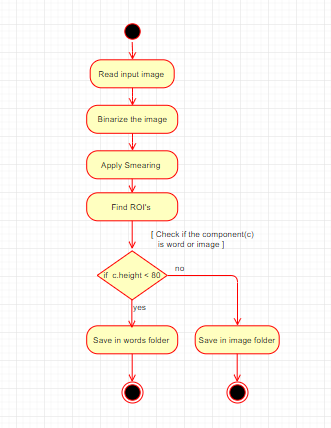 Read input image
Binarize the image
Apply Smearing
Find ROI's
[ Check if the component(c)
is word or image ]
if c.height < 80
no
yes
Save in words folder
Save in image folder